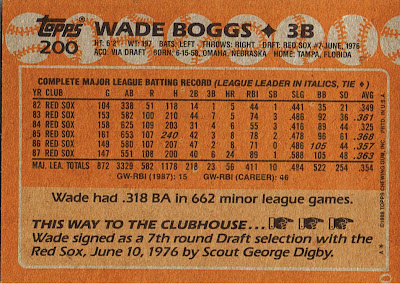 topps
200
WADE BOGGS ✦ 3B
HT: 6'2" WT: 197 BATS: LEFT THROWS: RIGHT DRAFT: RED SOX #7-JUNE, 1976
ACQ: VIA DRAFT BORN: 6-15-58, OMAHA, NEBRASKA HOME: TAMPA, FLORIDA
COMPLETE MAJOR LEAGUE BATTING RECORD (LEAGUE LEADER IN ITALICS, TIE ♦)
YR CLUB G AB R H 2B 3B HR RBI SB SLG BB SO AVG
82 RED SOX 104 338 51 118 14 1 5 44 1 .441 35 21 .349
83 RED SOX 153 582 100 210 44 7 5 74 3 .486 92 36 .361
84 RED SOX 158 625 109 203 31 4 6 55 3 .416 89 44 .325
85 RED SOX 161 653 107 240 42 3 8 78 2 .478 96 61 .368
86 RED SOX 149 580 107 207 47 2 8 71 0 .486 105 44 .357
87 RED SOX 147 551 108 200 40 6 24 89 1 .588 105 48 .363
MAJ. LEA. TOTALS 872 3329 582 1178 218 23 56 411 10 .484 522 254 .354
GW-RBI (1987): 15 GW-RBI (CAREER): 46
Wade had .318 BA in 662 minor league games.
THIS WAY TO THE CLUBHOUSE...
Wade signed as a 7th round Draft selection with the
Red Sox, June 10, 1976 by Scout George Digby.
© 1988 TOPPS CHEWING GUM, INC. PRTD. IN U.S.A.
A*